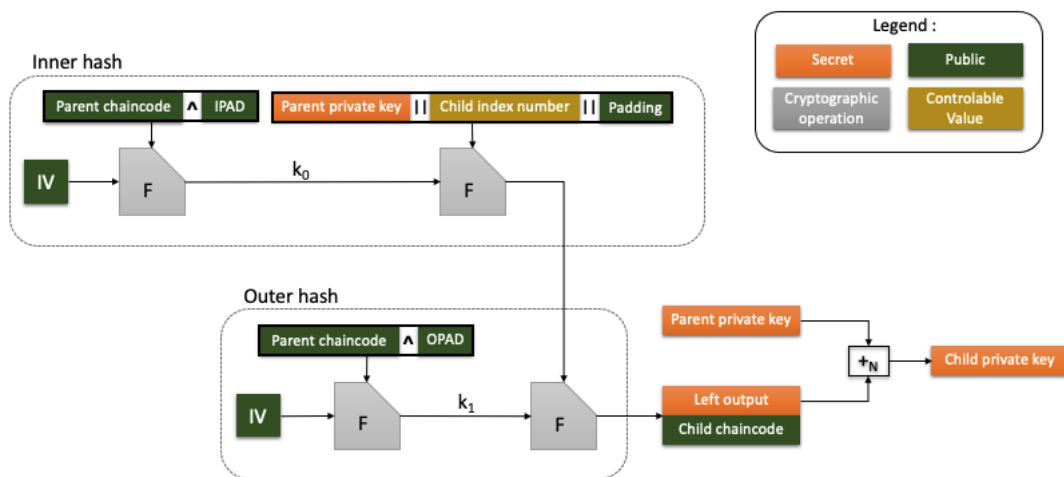 Legend :
Secret
Public
Cryptographic
operation
Controlable
Value
Inner hash
Parent chaincode ^ IPAD
Parent private key || Child index number || Padding
IV
F
k0
F
Outer hash
Parent chaincode ^ OPAD
IV
F
k1
F
Parent private key
+N
Child private key
Left output
Child chaincode